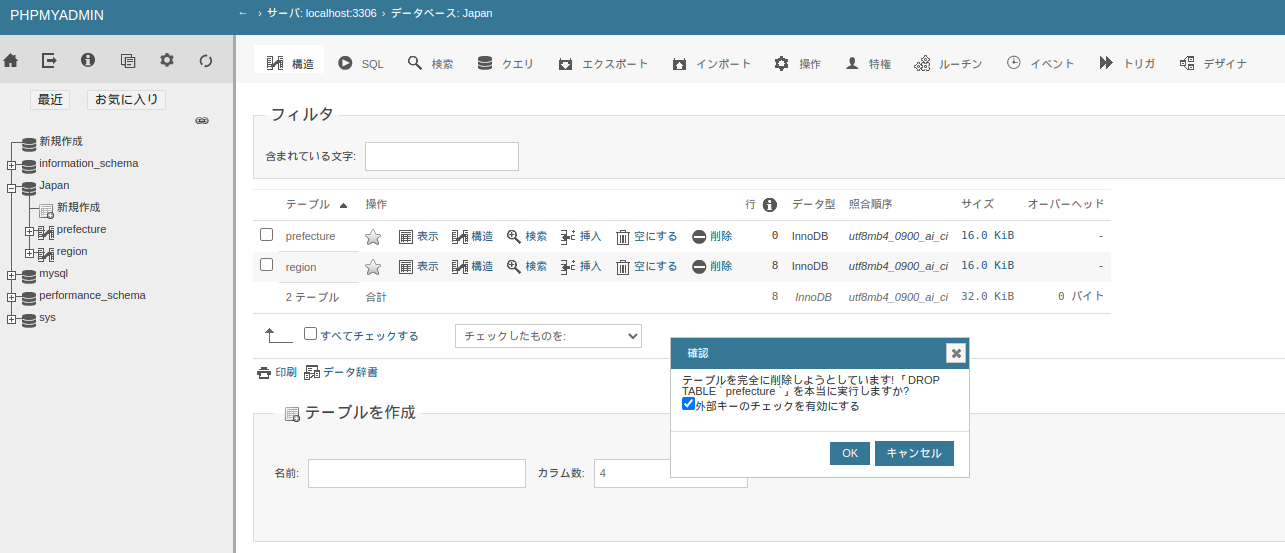 PHPMYADMIN
← › サーバ: localhost:3306 › データベース: Japan
最近 お気に入り
新規作成
information_schema
Japan
新規作成
prefecture
region
mysql
performance_schema
sys
構造 SQL 検索 クエリ エクスポート インポート 操作 特権 ルーチン イベント トリガ デザイナ
フィルタ
含まれている文字:
テーブル 操作 行 データ型 照合順序 サイズ オーバーヘッド
prefecture 表示 構造 検索 挿入 空にする 削除 0 InnoDB utf8mb4_0900_ai_ci 16.0 KiB -
region 表示 構造 検索 挿入 空にする 削除 8 InnoDB utf8mb4_0900_ai_ci 16.0 KiB -
2 テーブル 合計 8 InnoDB utf8mb4_0900_ai_ci 32.0 KiB 0 バイト
すべてチェックする チェックしたものを:
印刷 データ辞書
テーブルを作成
名前: カラム数: 4
確認
テーブルを完全に削除しようとしています! 「 DROP
TABLE ` prefecture ` 」を本当に実行しますか?
外部キーのチェックを有効にする
OK キャンセル